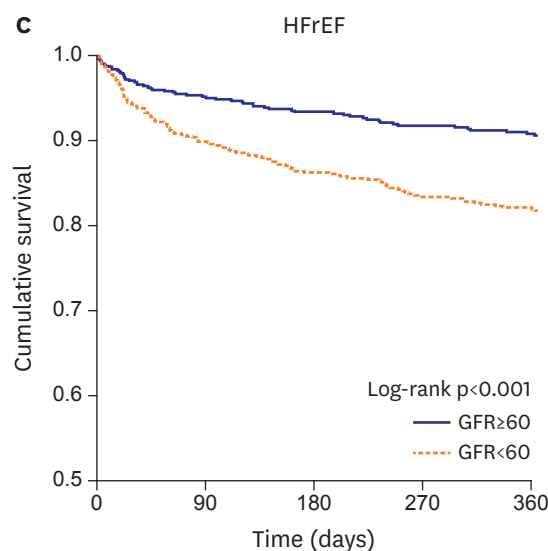 C
HFrEF
Cumulative survival
1.0
0.9
0.8
0.7
0.6
0.5
Log-rank p<0.001
GFR≥60
GFR<60
0 90 180 270 360
Time (days)